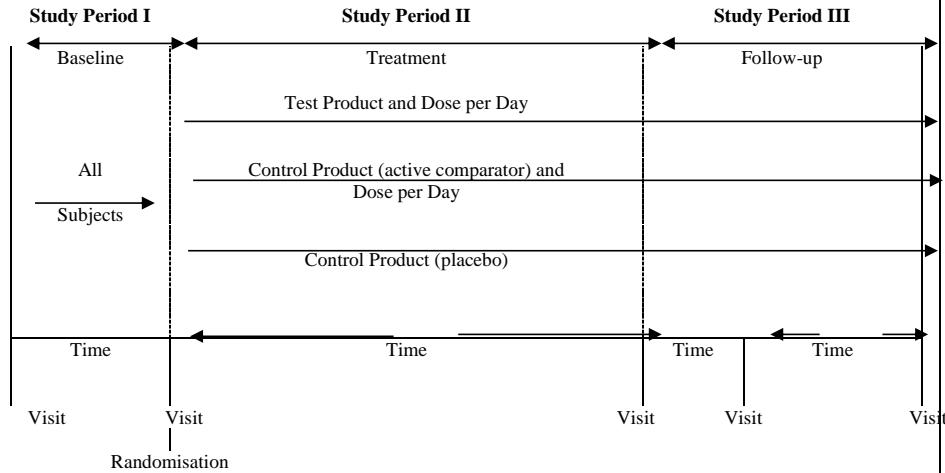 Study Period I Study Period II Study Period III
Baseline Treatment Follow-up
Test Product and Dose per Day
All
Subjects
Control Product (active comparator) and
Dose per Day
Control Product (placebo)
Time Time Time Time
Visit Visit Visit Visit Visit
Randomisation